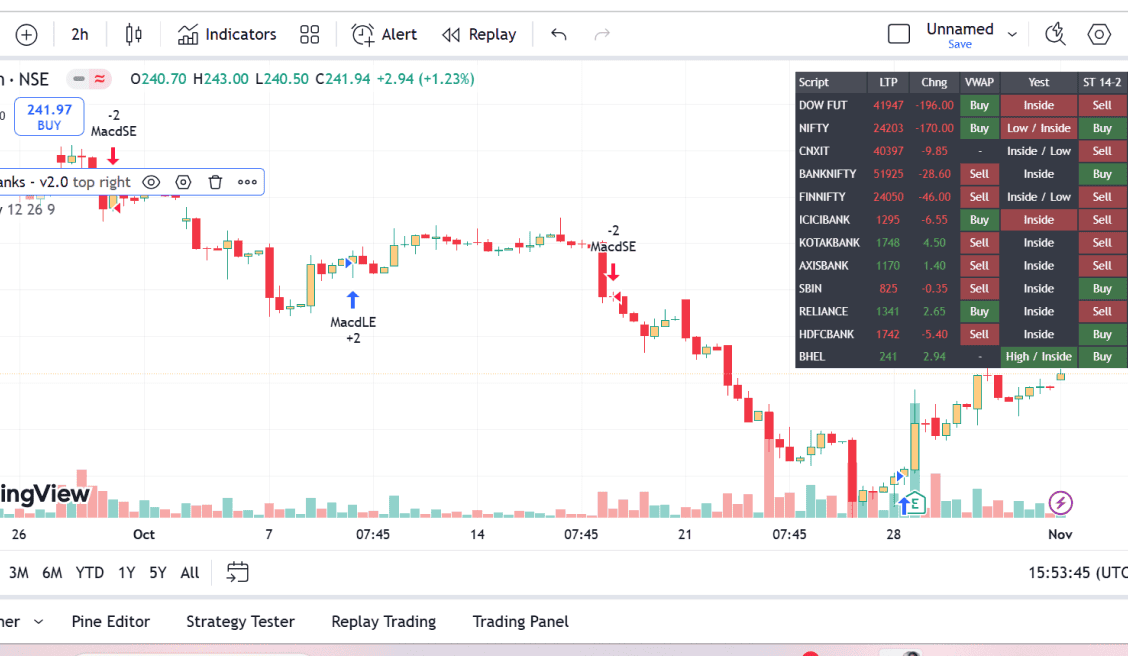 2h Indicators Alert Replay Unnamed
Save
· NSE O240.70 H243.00 L240.50 C241.94 +2.94 (+1.23%)
241.97
BUY
-2
MacdSE
anks - v2.0 top right
12 26 9
MacdLE
+2
-2
MacdSE
Script LTP Chng VWAP Yest ST 14-2
DOW FUT 41947 -196.00 Buy Inside Sell
NIFTY 24203 -170.00 Buy Low / Inside Buy
CNXIT 40397 -9.85 - Inside / Low Sell
BANKNIFTY 51925 -28.60 Sell Inside Buy
FINNIFTY 24050 -46.00 Sell Inside / Low Sell
ICICIBANK 1295 -6.55 Buy Inside Sell
KOTAKBANK 1748 4.50 Sell Inside Sell
AXISBANK 1170 1.40 Sell Inside Sell
SBIN 825 -0.35 Sell Inside Buy
RELIANCE 1341 2.65 Buy Inside Sell
HDFCBANK 1742 -5.40 Sell Inside Buy
BHEL 241 2.94 - High / Inside Buy
E
ingView
26 Oct 7 07:45 14 07:45 21 07:45 28 Nov
3M 6M YTD 1Y 5Y All 15:53:45 (UTC
ner Pine Editor Strategy Tester Replay Trading Trading Panel